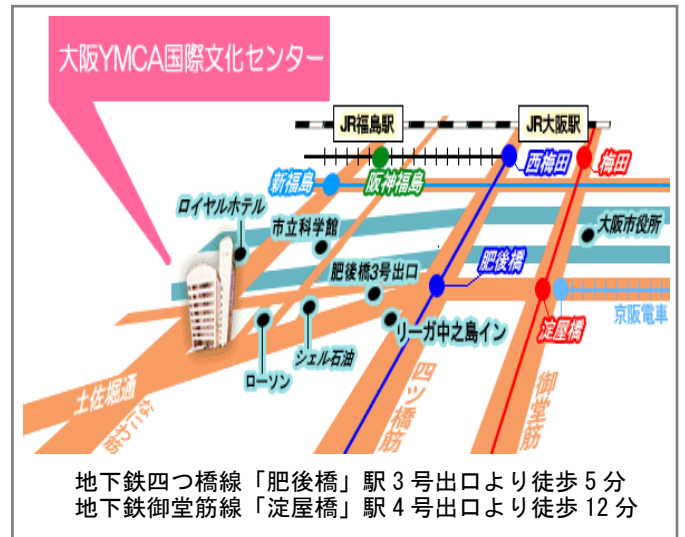 大阪YMCA国際文化センター
JR福島駅
JR大阪駅
西梅田
梅田
新福島
阪神福島
ロイヤルホテル
市立科学館
大阪市役所
肥後橋
肥後橋3号出口
リーガ中之島イン
淀屋橋
京阪電車
シェル石油
ローソン
土佐堀通
なにわ筋
四ツ橋筋
御堂筋
地下鉄四つ橋線「肥後橋」駅３号出口より徒歩５分
地下鉄御堂筋線「淀屋橋」駅４号出口より徒歩12分